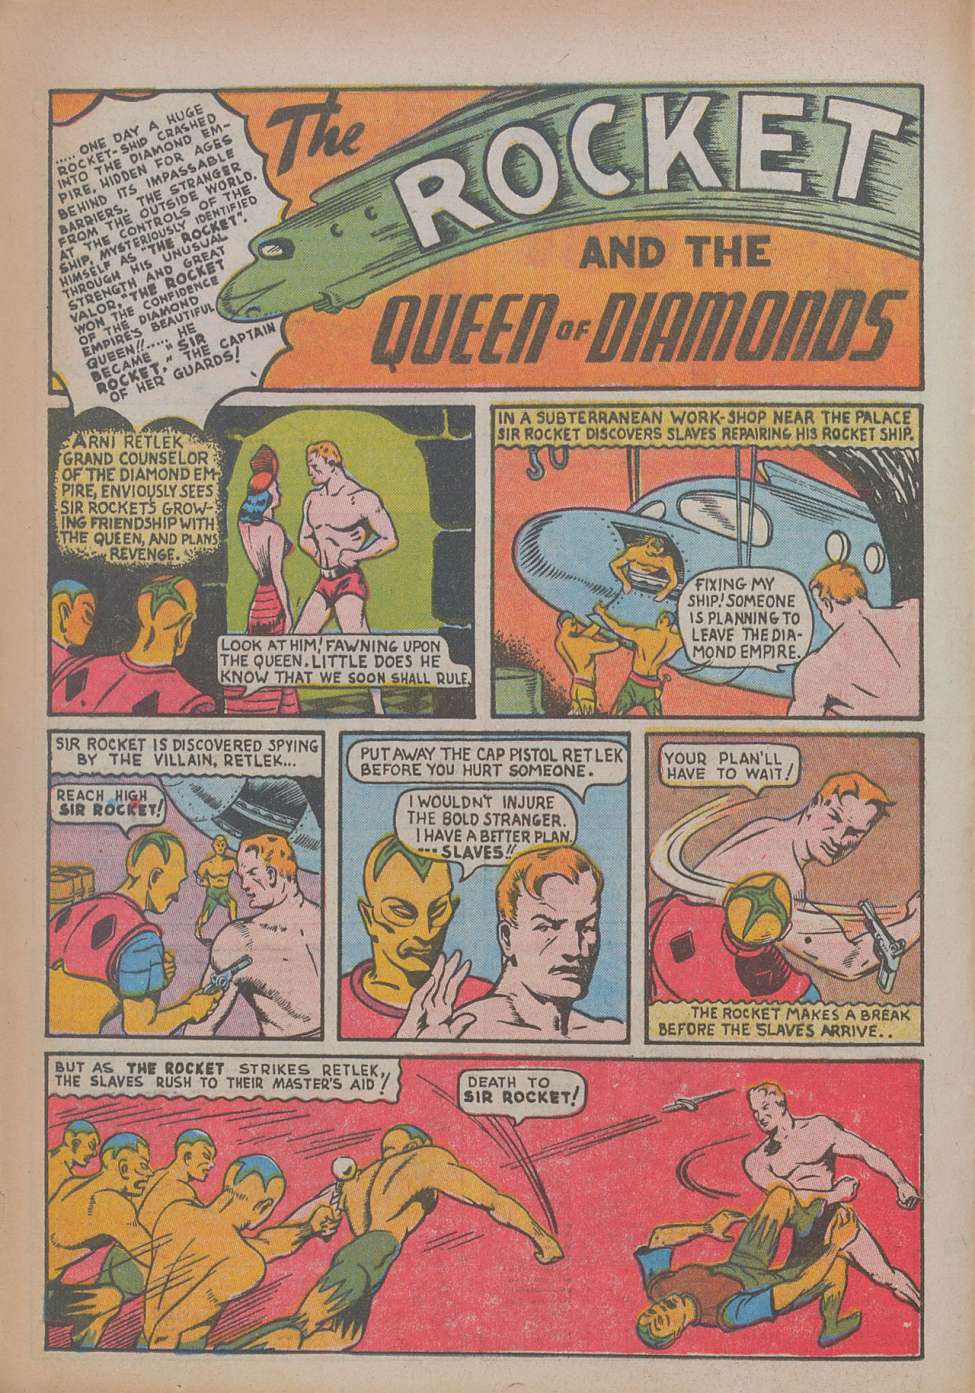 The
ROCKET
AND THE
QUEEN OF DIAMONDS
..... ONE DAY A HUGE
ROCKET-SHIP CRASHED
INTO THE DIAMOND EM-
PIRE, HIDDEN FOR AGES
BEHIND ITS IMPASSABLE
BARRIERS. THE STRANGER
FROM THE OUTSIDE WORLD,
AT THE CONTROLS OF THE
SHIP, MYSTERIOUSLY IDENTIFIED
HIMSELF AS "THE ROCKET".
THROUGH HIS UNUSUAL
STRENGTH AND GREAT
VALOR, "THE ROCKET
WON THE CONFIDENCE
OF THE DIAMOND
EMPIRE'S BEAUTIFUL
QUEEN!!..... HE
BECAME "SIR
ROCKET," THE CAPTAIN
OF HER GUARDS!
ARNI RETLEK
GRAND COUNSELOR
OF THE DIAMOND EM-
PIRE, ENVIOUSLY SEES
SIR ROCKET'S GROW-
ING FRIENDSHIP WITH
THE QUEEN, AND PLANS
REVENGE.
LOOK AT HIM! FAWNING UPON
THE QUEEN. LITTLE DOES HE
KNOW THAT WE SOON SHALL RULE.
IN A SUBTERRANEAN WORK-SHOP NEAR THE PALACE
SIR ROCKET DISCOVERS SLAVES REPAIRING HIS ROCKET SHIP.
FIXING MY
SHIP! SOMEONE
IS PLANNING TO
LEAVE THE DIA-
MOND EMPIRE.
SIR ROCKET IS DISCOVERED SPYING
BY THE VILLAIN, RETLEK...
REACH HIGH
SIR ROCKET!
PUT AWAY THE CAP PISTOL RETLEK
BEFORE YOU HURT SOMEONE.
I WOULDN'T INJURE
THE BOLD STRANGER.
I HAVE A BETTER PLAN.
---SLAVES!!
YOUR PLAN'LL
HAVE TO WAIT!
THE ROCKET MAKES A BREAK
BEFORE THE SLAVES ARRIVE..
BUT AS THE ROCKET STRIKES RETLEK,
THE SLAVES RUSH TO THEIR MASTER'S AID!
DEATH TO
SIR ROCKET!